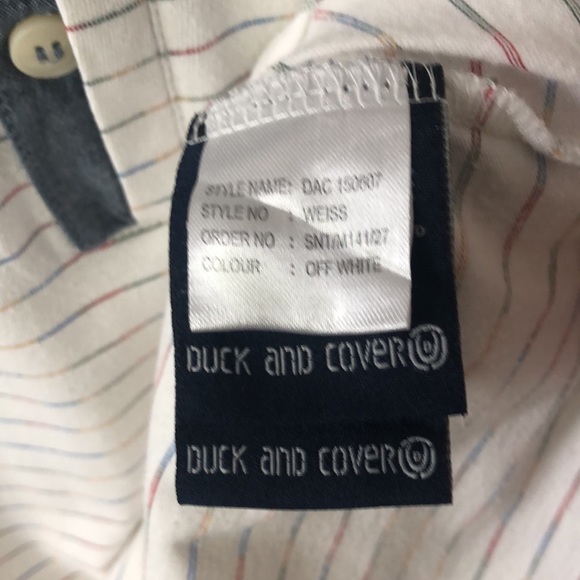 STYLE NAME: DAC 150607
STYLE NO : WEISS
ORDER NO : SNT/M141/27
COLOUR : OFF WHITE
DUCK AND COVER
DUCK AND COVER